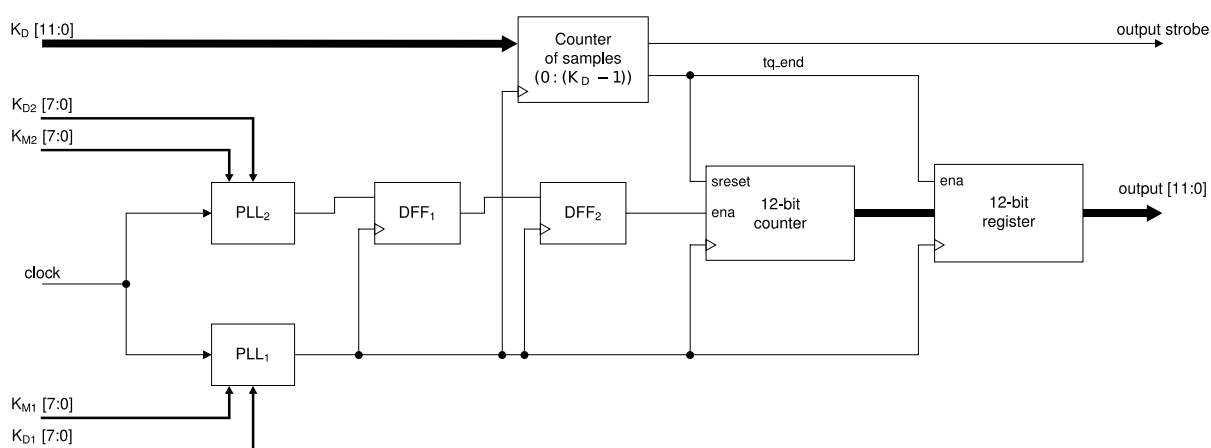 K_D [11:0]
Counter
of samples
(0 : (K_D − 1))
output strobe
tq_end
K_D2 [7:0]
K_M2 [7:0]
PLL_2
DFF_1
DFF_2
sreset
ena
12-bit
counter
ena
12-bit
register
output [11:0]
clock
PLL_1
K_M1 [7:0]
K_D1 [7:0]